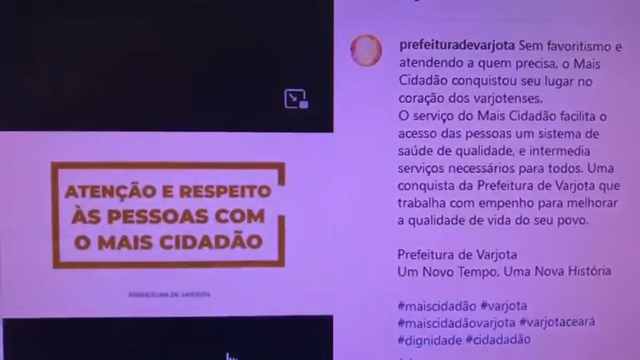 ATENÇÃO E RESPEITO
ÀS PESSOAS COM
O MAIS CIDADÃO
PREFEITURA DE VARJOTA
prefeituradevarjota Sem favoritismo e
atendendo a quem precisa, o Mais
Cidadão conquistou seu lugar no
coração dos varjotenses.
O serviço do Mais Cidadão facilita o
acesso das pessoas um sistema de
saúde de qualidade, e intermedia
serviços necessários para todos. Uma
conquista da Prefeitura de Varjota que
trabalha com empenho para melhorar
a qualidade de vida do seu povo.
Prefeitura de Varjota
Um Novo Tempo, Uma Nova História
#maiscidadão #varjota
#maiscidadãovarjota #varjotaceará
#dignidade #cidadadão